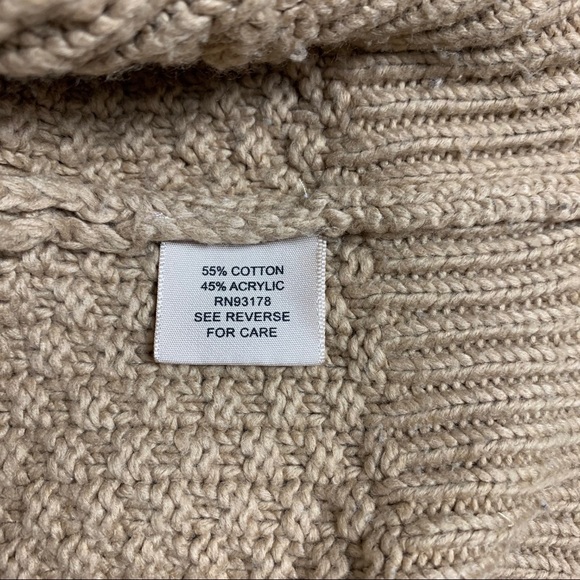 55% COTTON
45% ACRYLIC
RN93178
SEE REVERSE
FOR CARE